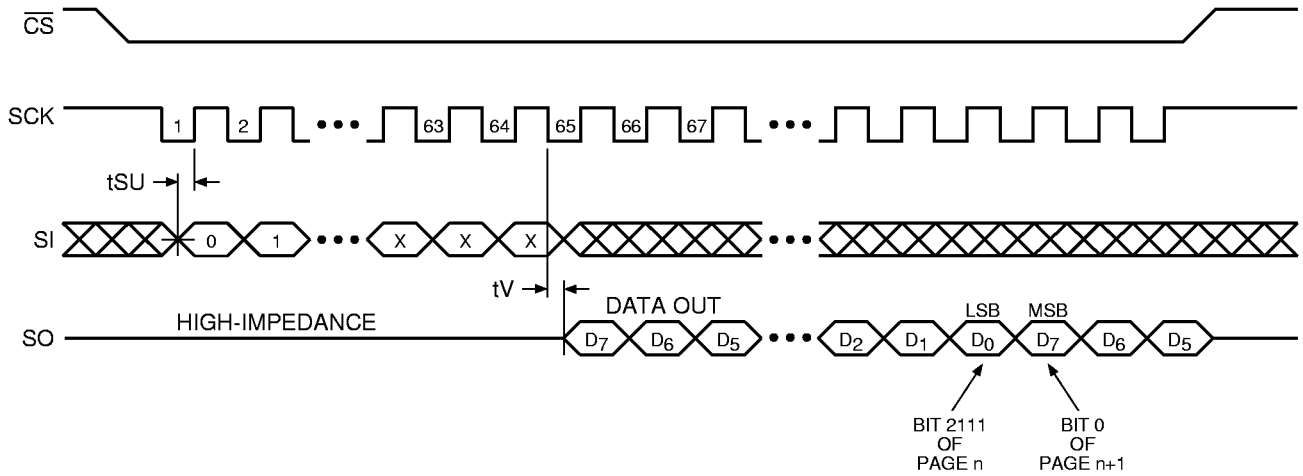 CS
SCK
1 2 63 64 65 66 67
tSU
SI
0 1 X X X
tV
DATA OUT
HIGH-IMPEDANCE
LSB MSB
SO
D7 D6 D5 D2 D1 D0 D7 D6 D5
BIT 2111
OF
PAGE n
BIT 0
OF
PAGE n+1